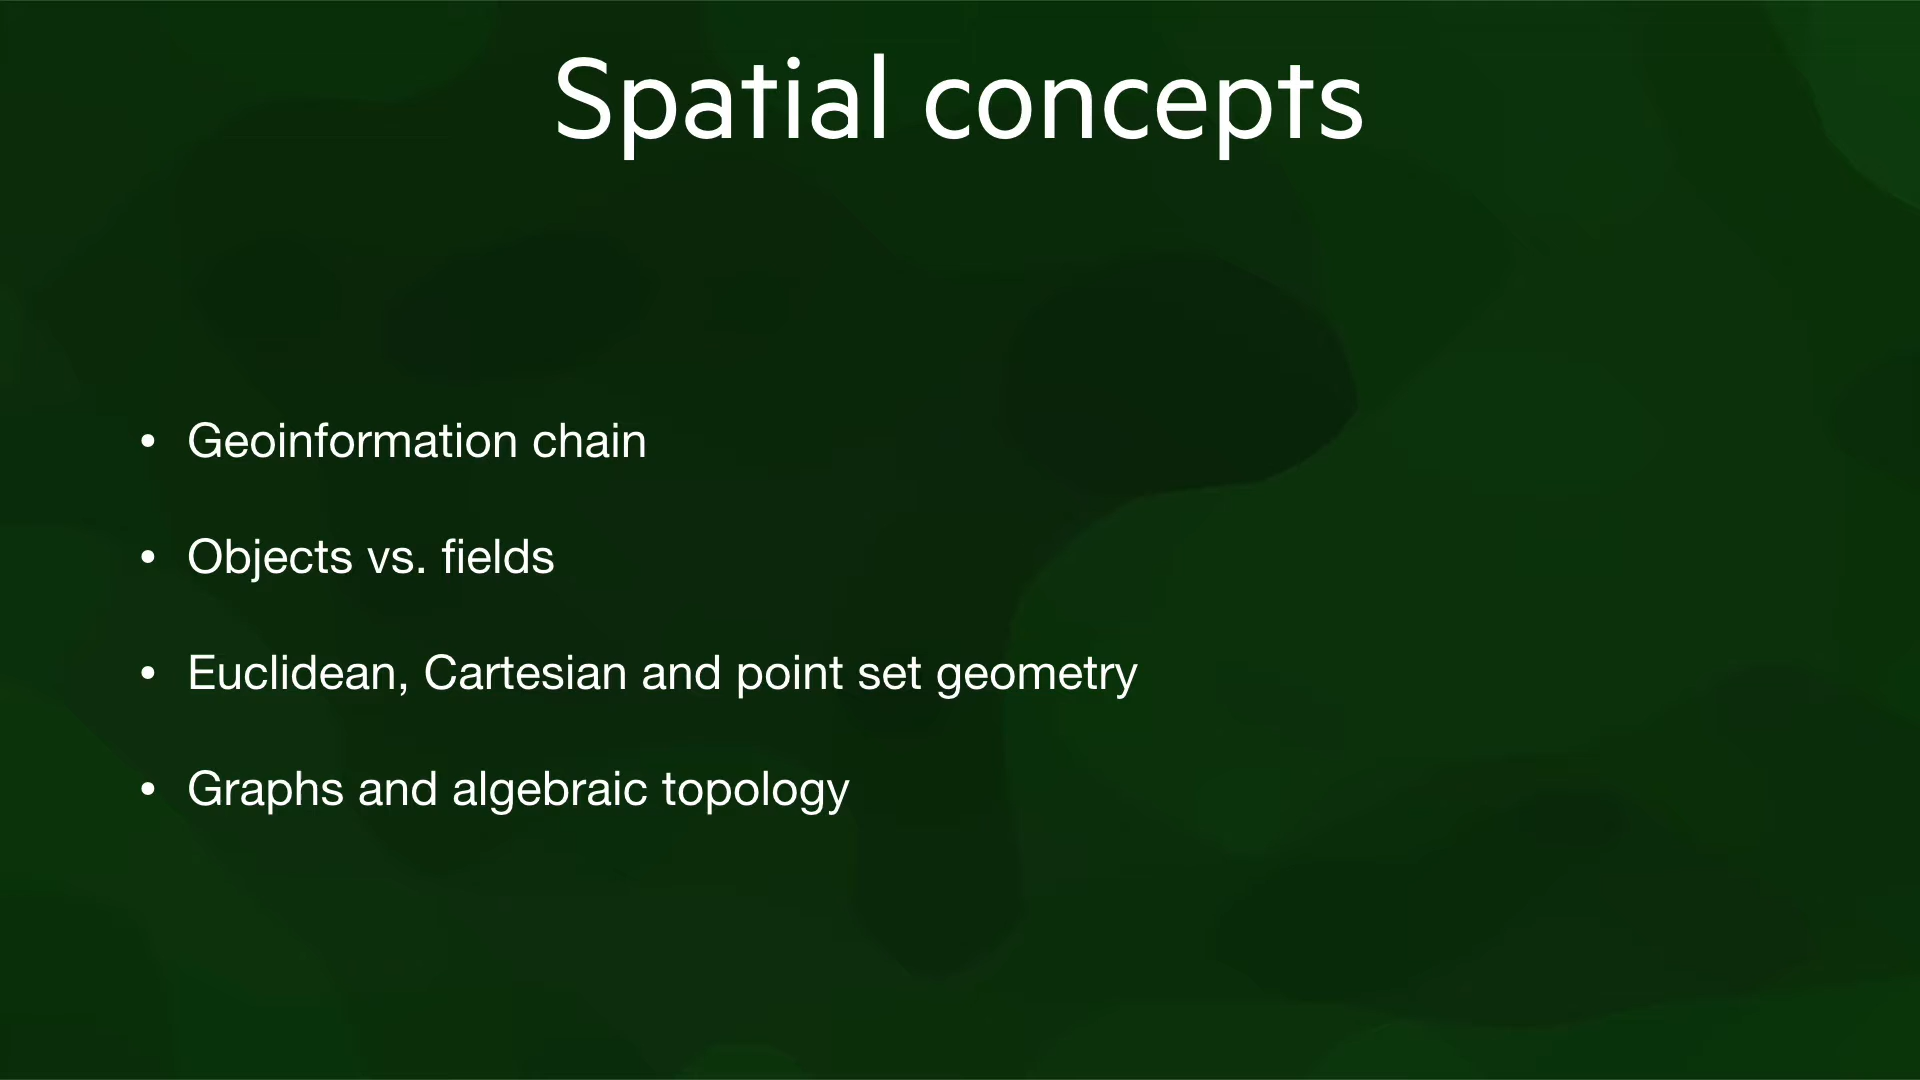 Spatial concepts
• Geoinformation chain
• Objects vs. fields
• Euclidean, Cartesian and point set geometry
• Graphs and algebraic topology